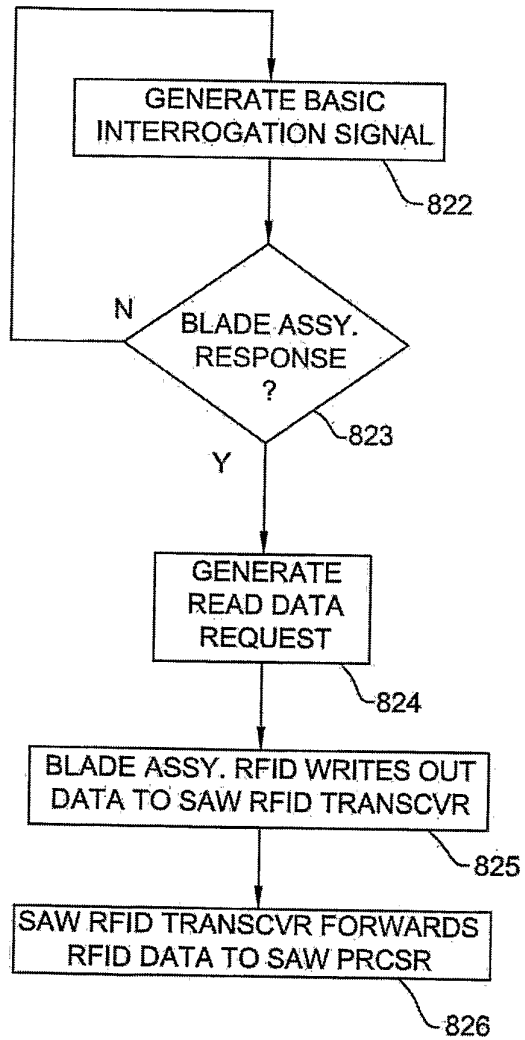 GENERATE BASIC
INTERROGATION SIGNAL
822
N
BLADE ASSY.
RESPONSE
?
823
Y
GENERATE
READ DATA
REQUEST
824
BLADE ASSY. RFID WRITES OUT
DATA TO SAW RFID TRANSCVR
825
SAW RFID TRANSCVR FORWARDS
RFID DATA TO SAW PRCSR
826